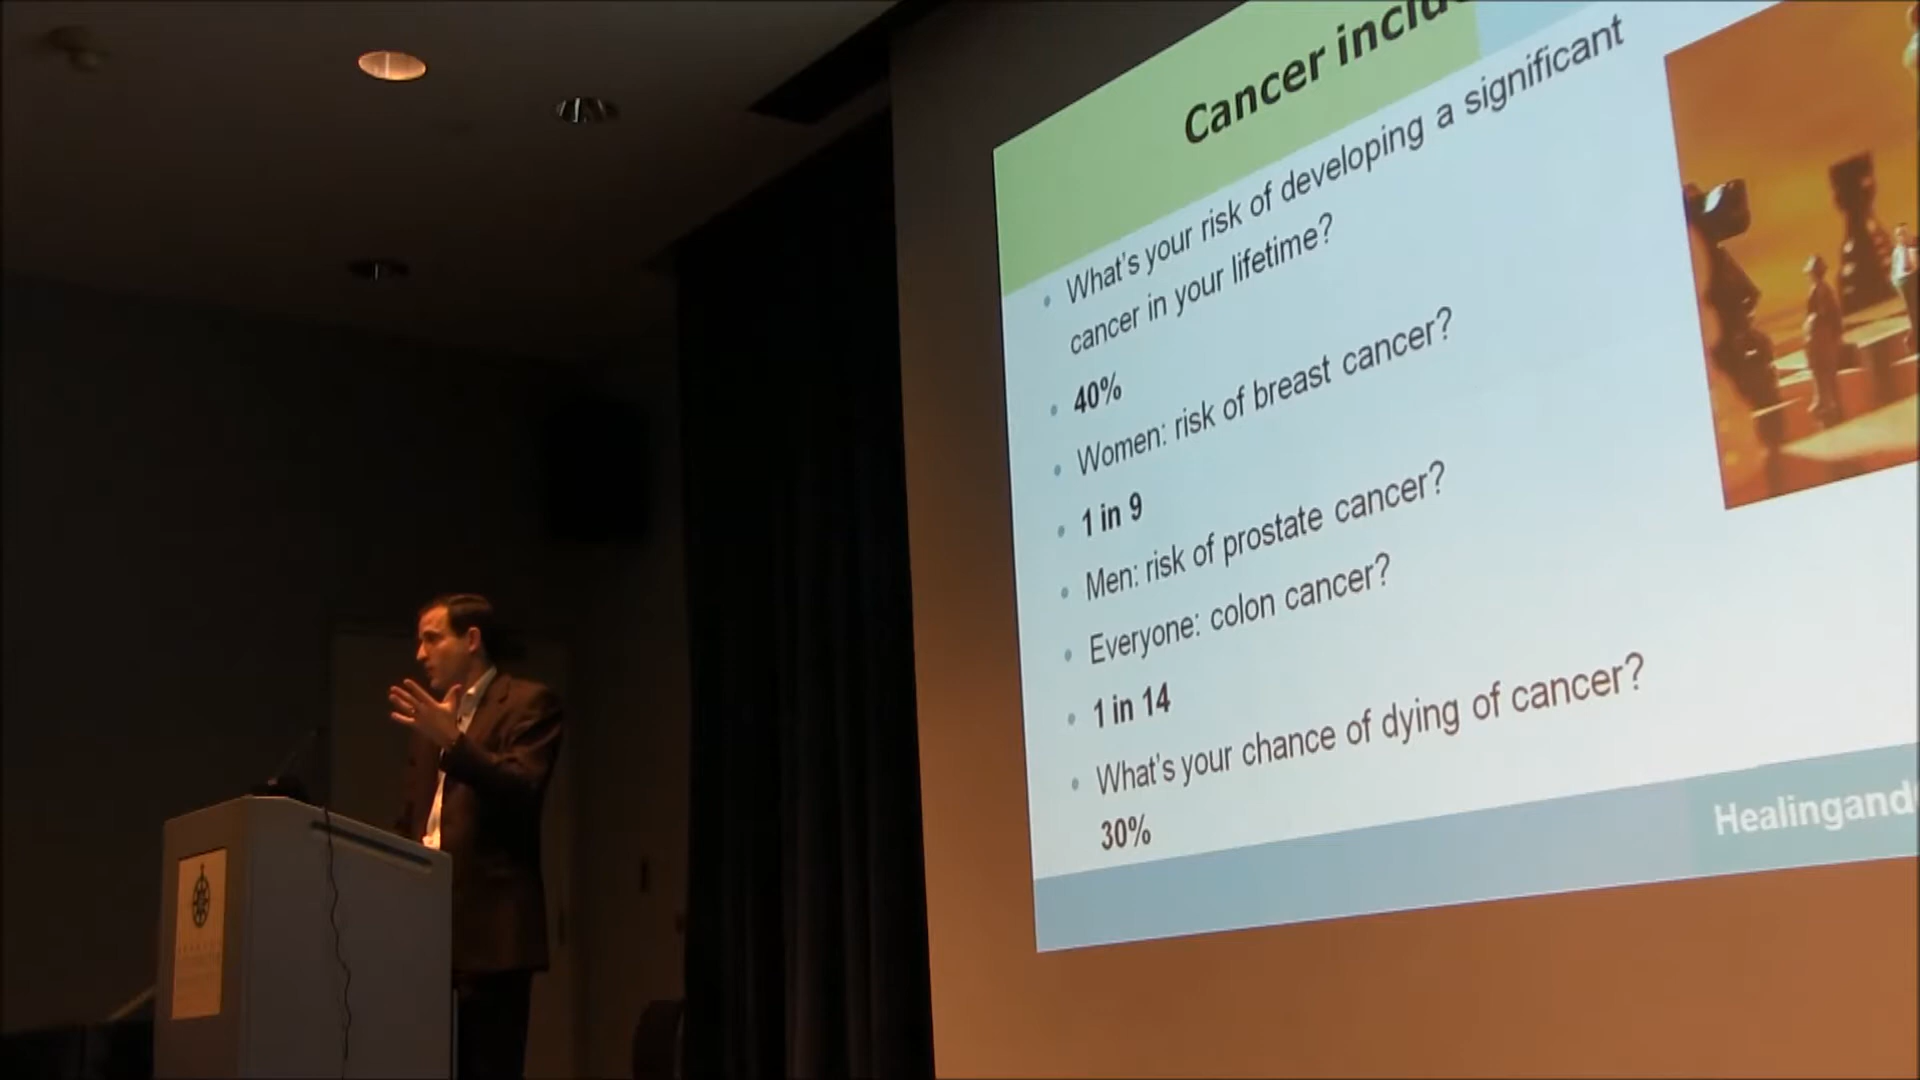 Cancer inclu
What's your risk of developing a significant
cancer in your lifetime?
40%
Women: risk of breast cancer?
1 in 9
Men: risk of prostate cancer?
Everyone: colon cancer?
1 in 14
What's your chance of dying of cancer?
30%
Healingand